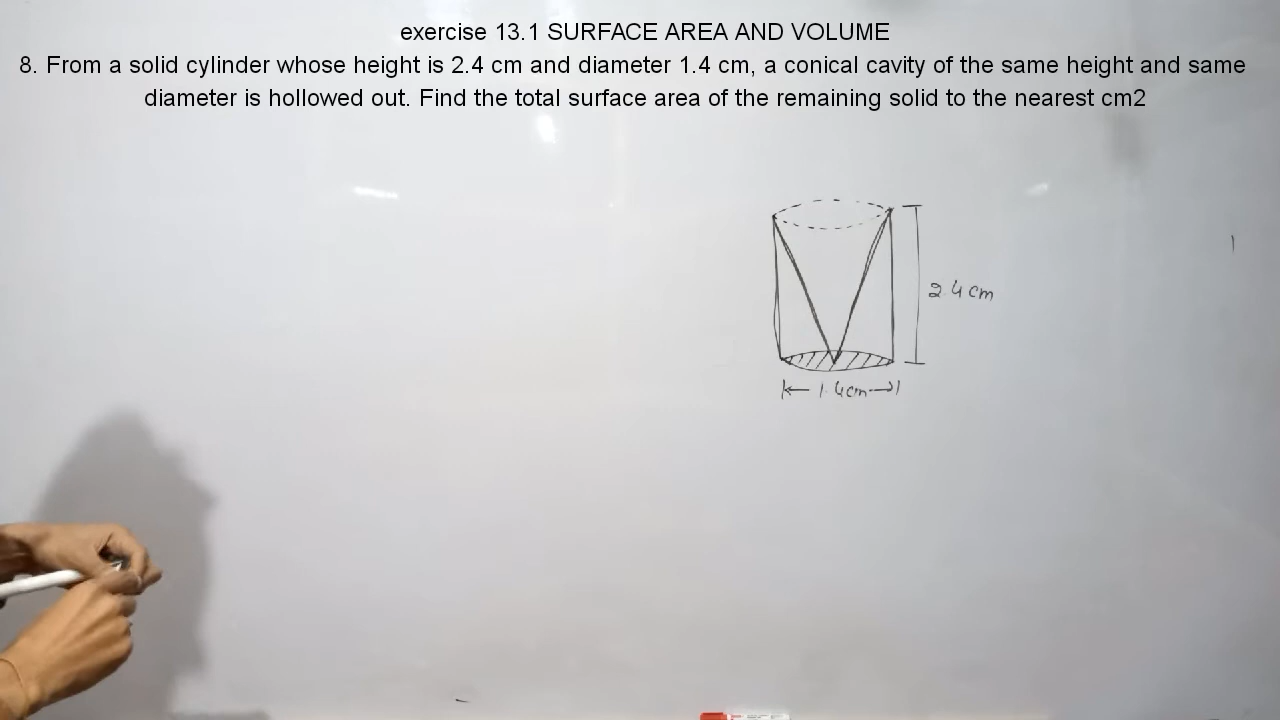 exercise 13.1 SURFACE AREA AND VOLUME
8. From a solid cylinder whose height is 2.4 cm and diameter 1.4 cm, a conical cavity of the same height and same
diameter is hollowed out. Find the total surface area of the remaining solid to the nearest cm2
2.4 cm
1.4cm